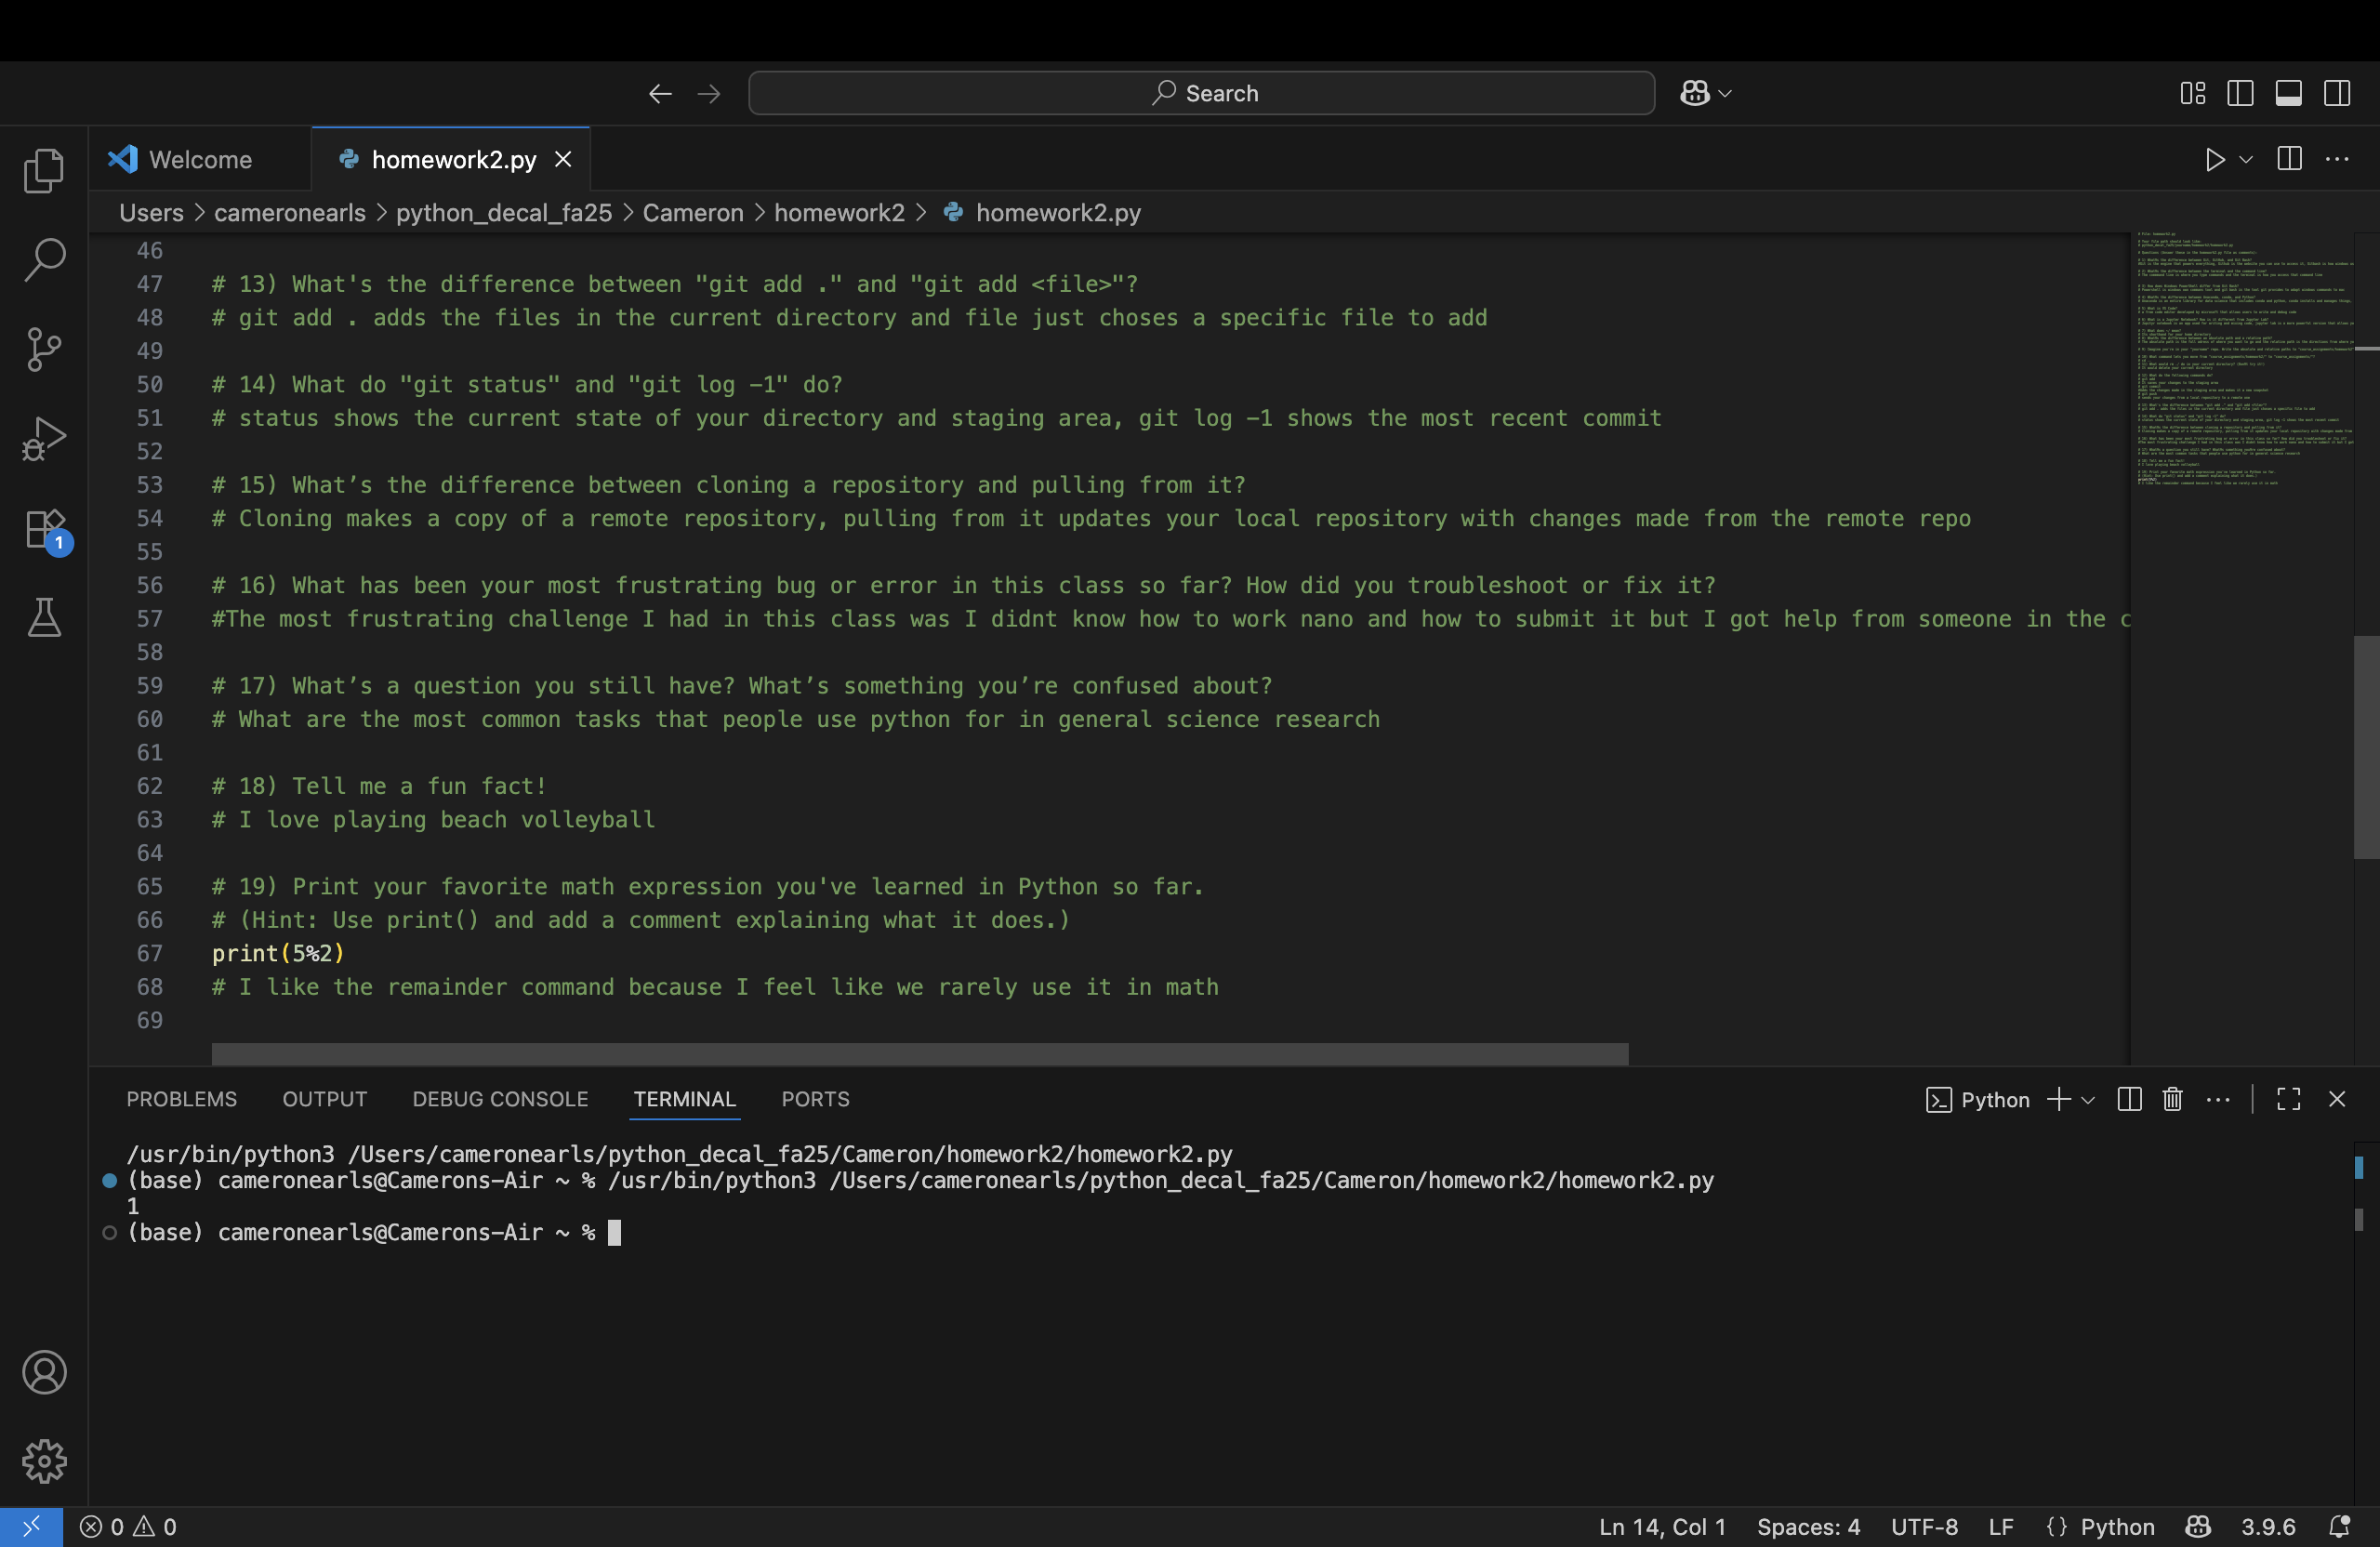 Search
Welcome
homework2.py
Users > cameronearls > python_decal_fa25 > Cameron > homework2 > homework2.py
46
47 # 13) What's the difference between "git add ." and "git add <file>"?
48 # git add . adds the files in the current directory and file just choses a specific file to add
49
50 # 14) What do "git status" and "git log -1" do?
51 # status shows the current state of your directory and staging area, git log -1 shows the most recent commit
52
53 # 15) What’s the difference between cloning a repository and pulling from it?
54 # Cloning makes a copy of a remote repository, pulling from it updates your local repository with changes made from the remote repo
55
56 # 16) What has been your most frustrating bug or error in this class so far? How did you troubleshoot or fix it?
57 #The most frustrating challenge I had in this class was I didnt know how to work nano and how to submit it but I got help from someone in the c
58
59 # 17) What’s a question you still have? What’s something you’re confused about?
60 # What are the most common tasks that people use python for in general science research
61
62 # 18) Tell me a fun fact!
63 # I love playing beach volleyball
64
65 # 19) Print your favorite math expression you've learned in Python so far.
66 # (Hint: Use print() and add a comment explaining what it does.)
67 print(5%2)
68 # I like the remainder command because I feel like we rarely use it in math
69
1
PROBLEMS OUTPUT DEBUG CONSOLE TERMINAL PORTS
Python
/usr/bin/python3 /Users/cameronearls/python_decal_fa25/Cameron/homework2/homework2.py
(base) cameronearls@Camerons-Air ~ % /usr/bin/python3 /Users/cameronearls/python_decal_fa25/Cameron/homework2/homework2.py
1
(base) cameronearls@Camerons-Air ~ %
0 0
Ln 14, Col 1 Spaces: 4 UTF-8 LF {} Python 3.9.6